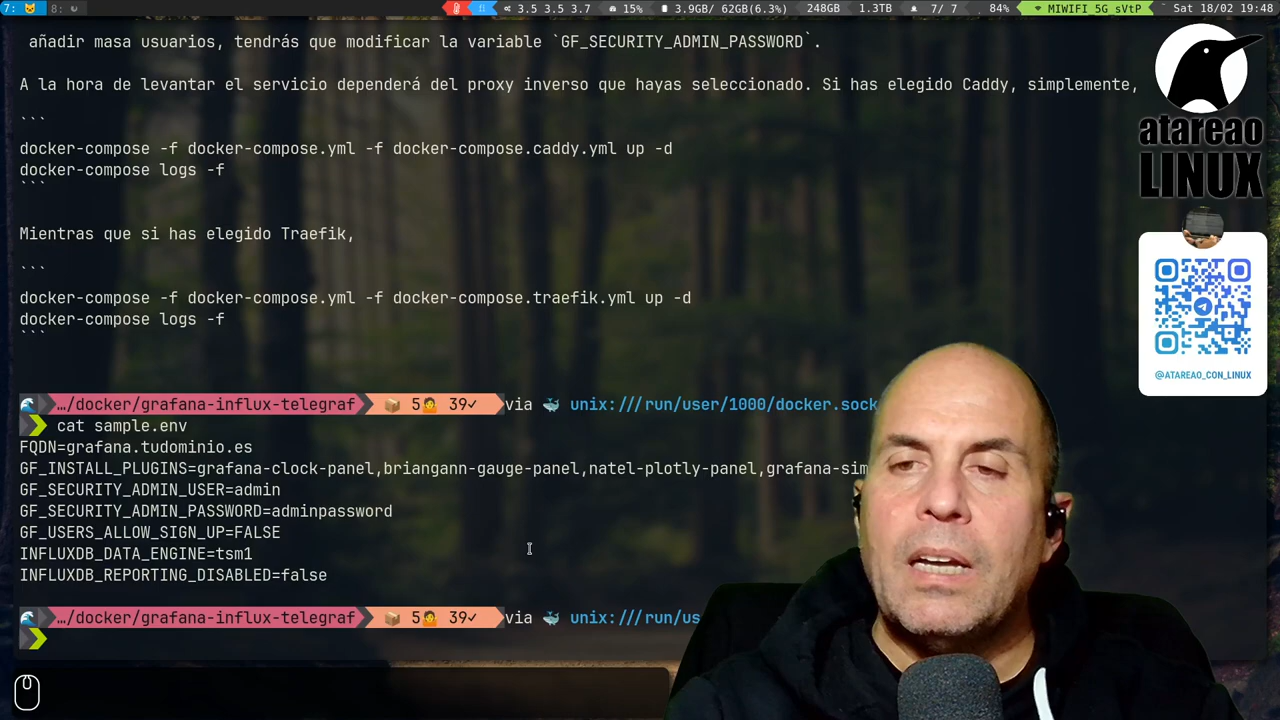 7: 8: 3.5 3.5 3.7 15% 3.9GB/ 62GB(6.3%) 248GB 1.3TB 7/ 7 84% MIWIFI 5G sVtP Sat 18/02 19:48
añadir masa usuarios, tendrás que modificar la variable `GF_SECURITY_ADMIN_PASSWORD`.
A la hora de levantar el servicio dependerá del proxy inverso que hayas seleccionado. Si has elegido Caddy, simplemente,
```
docker-compose -f docker-compose.yml -f docker-compose.caddy.yml up -d
docker-compose logs -f
```
Mientras que si has elegido Traefik,
```
docker-compose -f docker-compose.yml -f docker-compose.traefik.yml up -d
docker-compose logs -f
```
…/docker/grafana-influx-telegraf 5 39✓ via unix:///run/user/1000/docker.sock
cat sample.env
FQDN=grafana.tudominio.es
GF_INSTALL_PLUGINS=grafana-clock-panel,briangann-gauge-panel,natel-plotly-panel,grafana-sim
GF_SECURITY_ADMIN_USER=admin
GF_SECURITY_ADMIN_PASSWORD=adminpassword
GF_USERS_ALLOW_SIGN_UP=FALSE
INFLUXDB_DATA_ENGINE=tsm1
INFLUXDB_REPORTING_DISABLED=false
…/docker/grafana-influx-telegraf 5 39✓ via unix:///run/us
atareao
LINUX
@ATAREAO_CON_LINUX